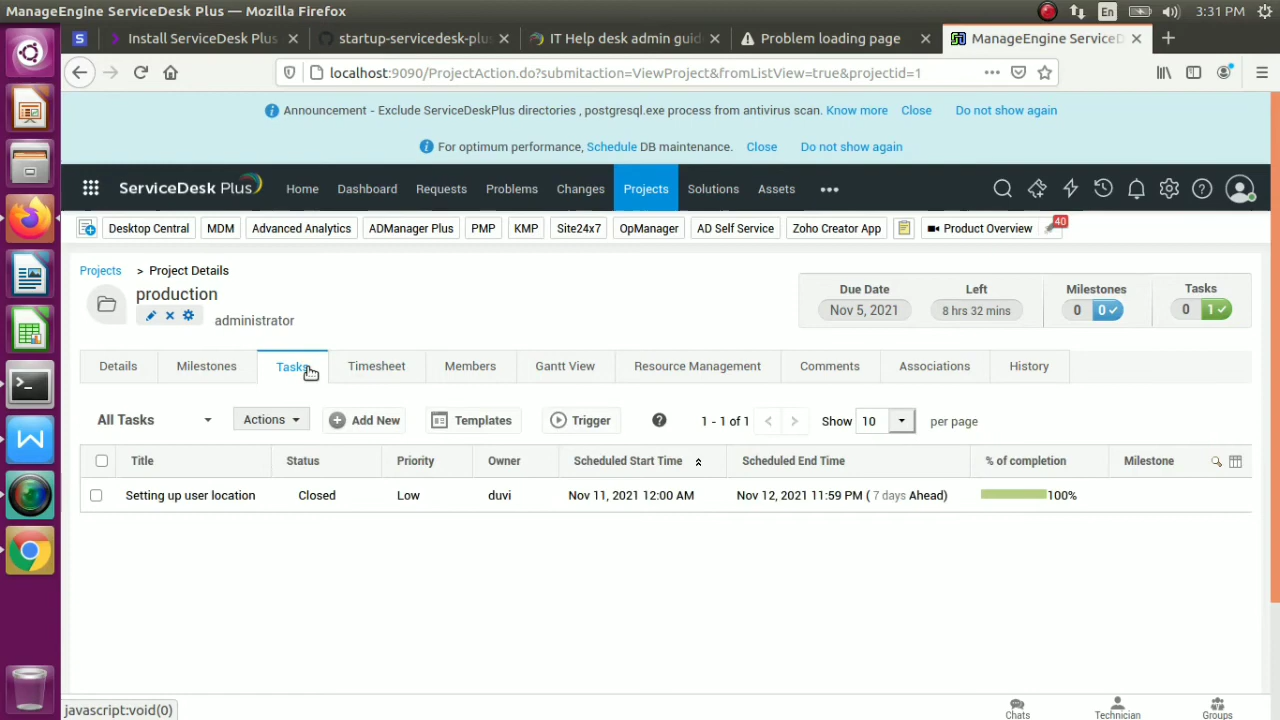 ManageEngine ServiceDesk Plus — Mozilla Firefox
En
3:31 PM
S
Install ServiceDesk Plus
startup-servicedesk-plus
IT Help desk admin guid
Problem loading page
ManageEngine ServiceD
localhost:9090/ProjectAction.do?submitaction=ViewProject&fromListView=true&projectid=1
Announcement - Exclude ServiceDeskPlus directories , postgresql.exe process from antivirus scan. Know more Close Do not show again
For optimum performance, Schedule DB maintenance. Close Do not show again
ServiceDesk Plus
Home
Dashboard
Requests
Problems
Changes
Projects
Solutions
Assets
Desktop Central
MDM
Advanced Analytics
ADManager Plus
PMP
KMP
Site24x7
OpManager
AD Self Service
Zoho Creator App
Product Overview
40
Projects > Project Details
production
administrator
Due Date
Nov 5, 2021
Left
8 hrs 32 mins
Milestones
0 0
Tasks
0 1
Details
Milestones
Tasks
Timesheet
Members
Gantt View
Resource Management
Comments
Associations
History
All Tasks
Actions
Add New
Templates
Trigger
1 - 1 of 1
Show 10 per page
Title Status Priority Owner Scheduled Start Time Scheduled End Time % of completion Milestone
Setting up user location Closed Low duvi Nov 11, 2021 12:00 AM Nov 12, 2021 11:59 PM ( 7 days Ahead) 100%
javascript:void(0)
Chats
Technician
Groups